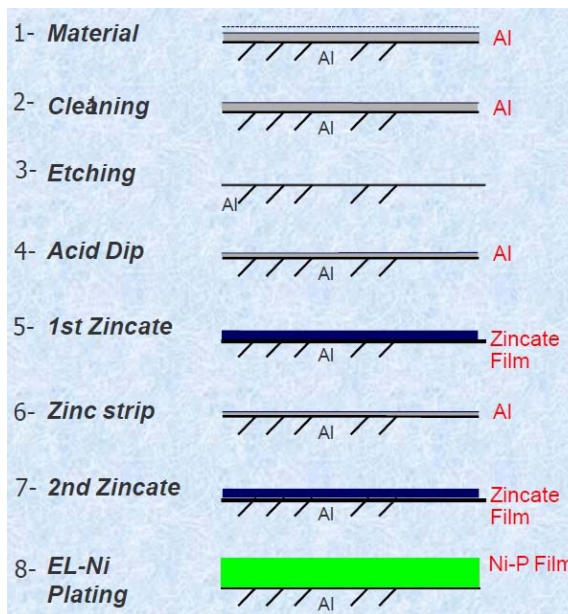 1- Material
Al
Al
2- Cleaning
Al
Al
3- Etching
Al
4- Acid Dip
Al
Al
5- 1st Zincate
Zincate
Film
Al
6- Zinc strip
Al
Al
7- 2nd Zincate
Zincate
Film
Al
8- EL-Ni
Plating
Ni-P Film
Al